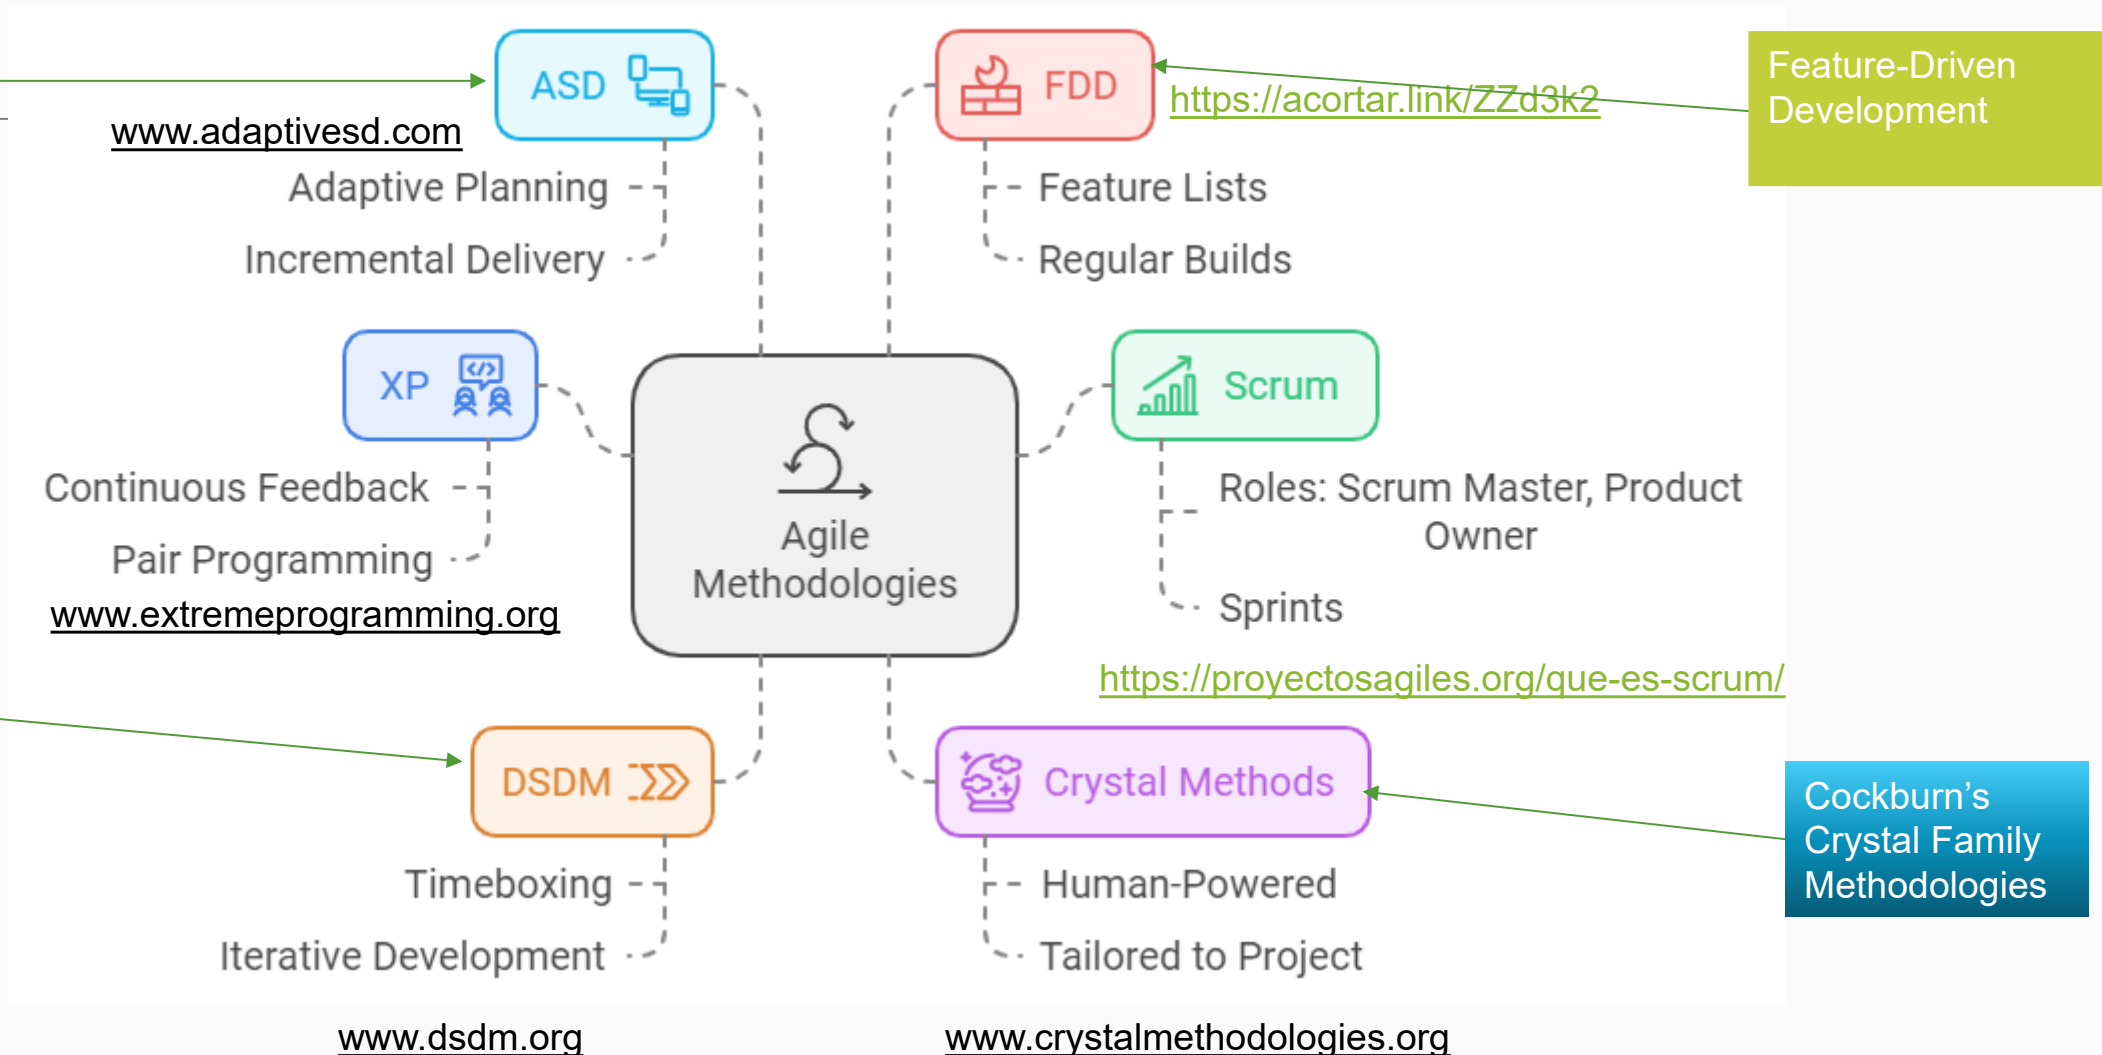 ASD
www.adaptivesd.com
Adaptive Planning
Incremental Delivery
FDD
https://acortar.link/ZZd3k2
Feature-Driven
Development
Feature Lists
Regular Builds
XP
Continuous Feedback
Pair Programming
www.extremeprogramming.org
Agile
Methodologies
Scrum
Roles: Scrum Master, Product
Owner
Sprints
https://proyectosagiles.org/que-es-scrum/
DSDM
Timeboxing
Iterative Development
www.dsdm.org
Crystal Methods
Cockburn’s
Crystal Family
Methodologies
Human-Powered
Tailored to Project
www.crystalmethodologies.org